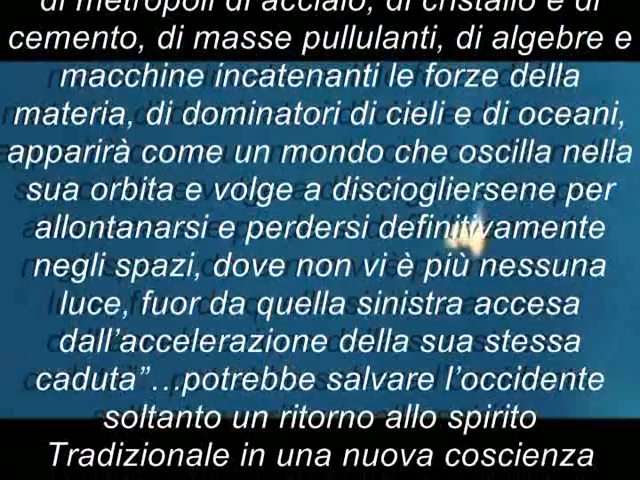 di metropoli di acciaio, di cristallo e di
cemento, di masse pullulanti, di algebre e
macchine incatenanti le forze della
materia, di dominatori di cieli e di oceani,
apparirà come un mondo che oscilla nella
sua orbita e volge a disciogliersene per
allontanarsi e perdersi definitivamente
negli spazi, dove non vi è più nessuna
luce, fuor da quella sinistra accesa
dall’accelerazione della sua stessa
caduta”…potrebbe salvare l’occidente
soltanto un ritorno allo spirito
Tradizionale in una nuova coscienza